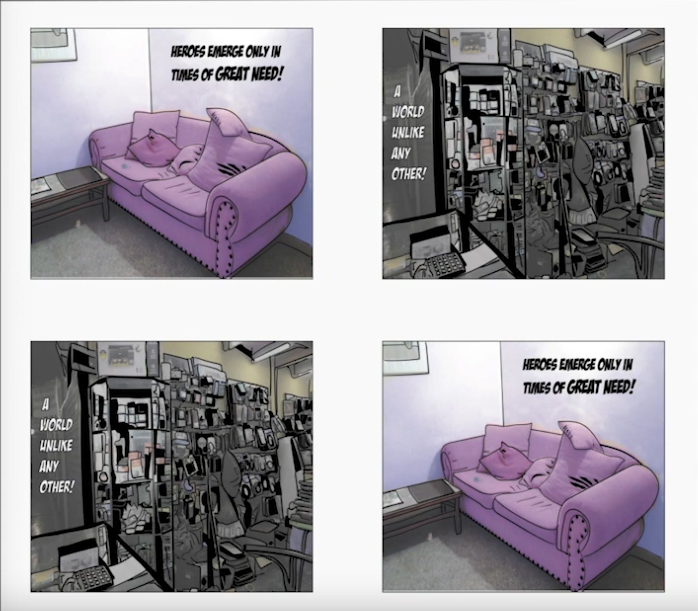 HEROES EMERGE ONLY IN
TIMES OF GREAT NEED!
A
WORLD
UNLIKE
ANY
OTHER!
A
WORLD
UNLIKE
ANY
OTHER!
HEROES EMERGE ONLY IN
TIMES OF GREAT NEED!